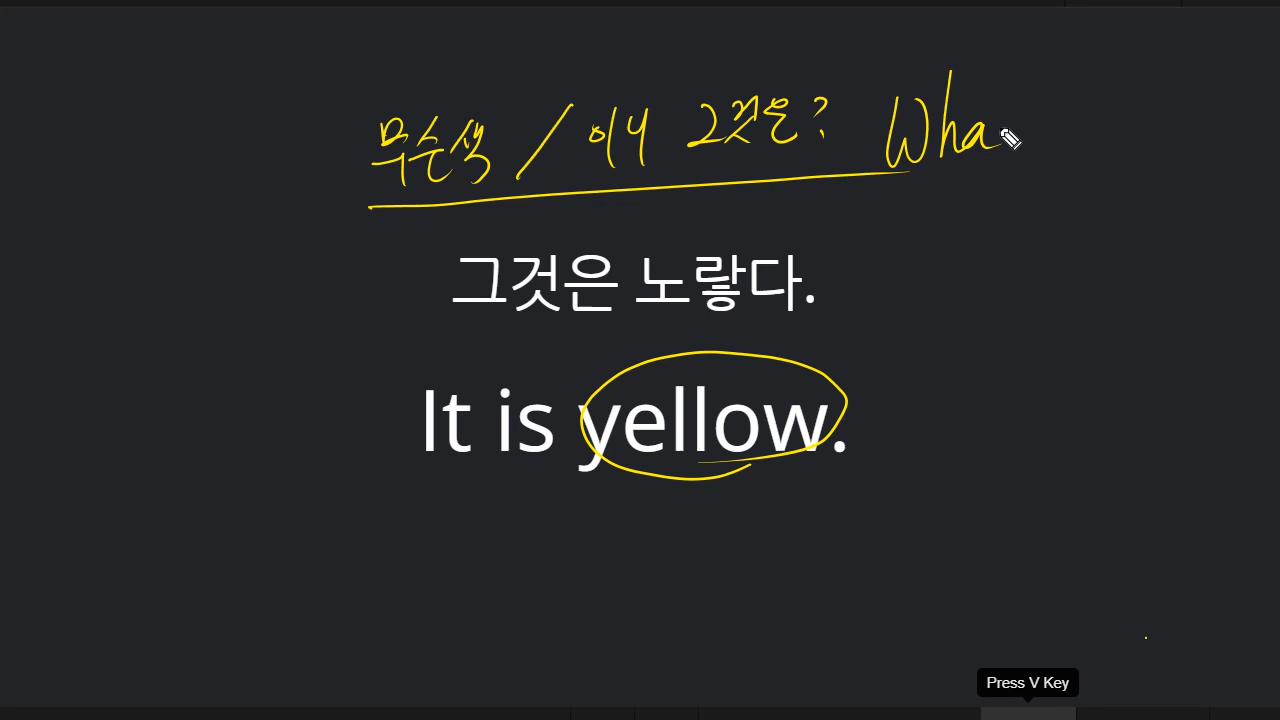 무슨색 / 이니 그것은? Wha
그것은 노랗다.
It is yellow.
Press V Key